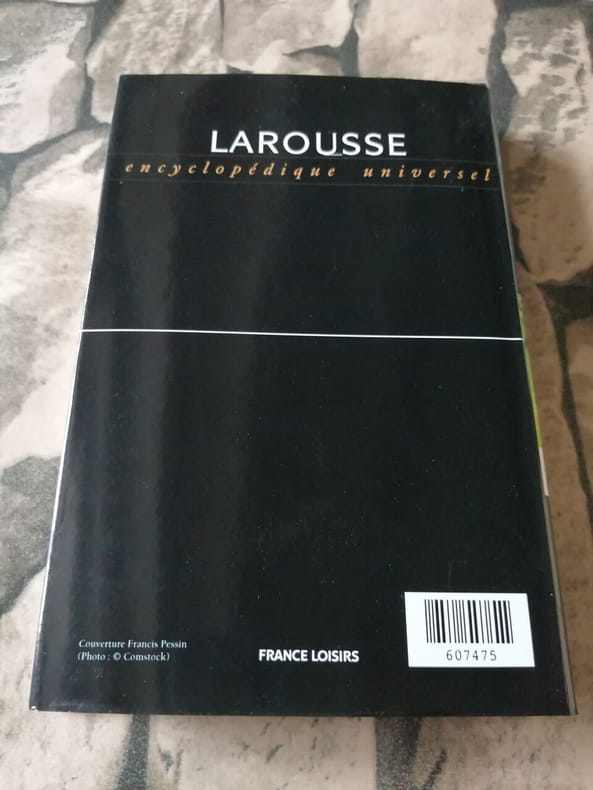 LAROUSSE
encyclopédique universel
Couverture Francis Pessin
(Photo : © Comstock)
FRANCE LOISIRS
607475